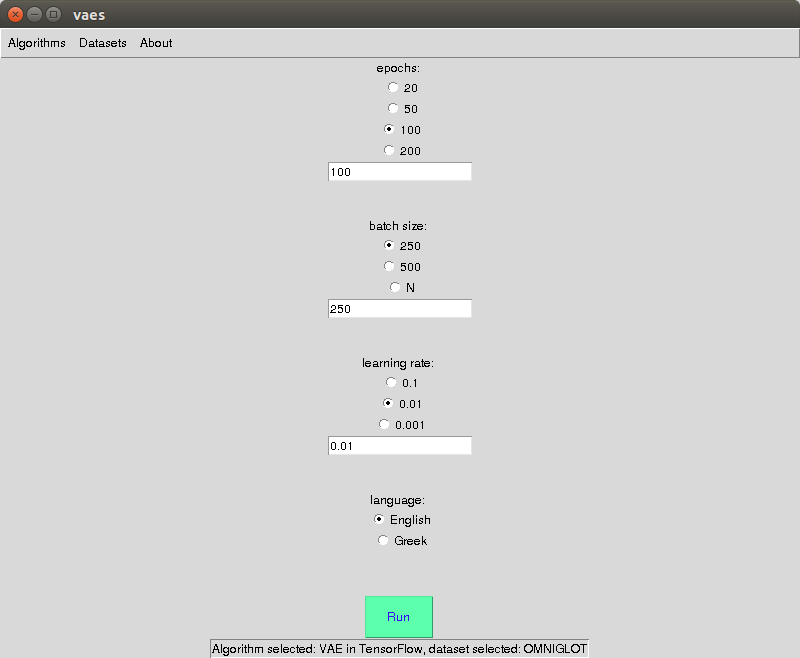 vaes
Algorithms Datasets About
epochs:
20
50
100
200
100
batch size:
250
500
N
250
learning rate:
0.1
0.01
0.001
0.01
language:
English
Greek
Run
Algorithm selected: VAE in TensorFlow, dataset selected: OMNIGLOT